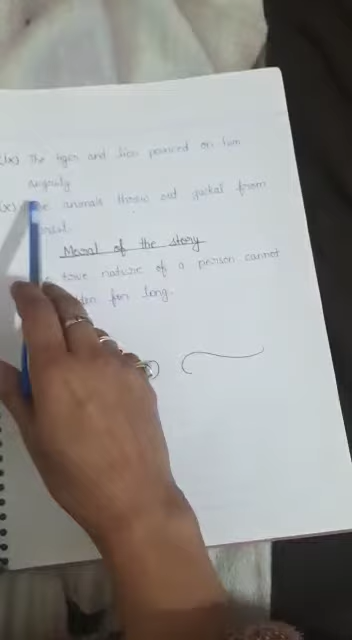 (ix) The tiger and lion pounced on him
angrily
(x) The animals throw out jackal from
Moral of the story
true nature of a person cannot
for long.